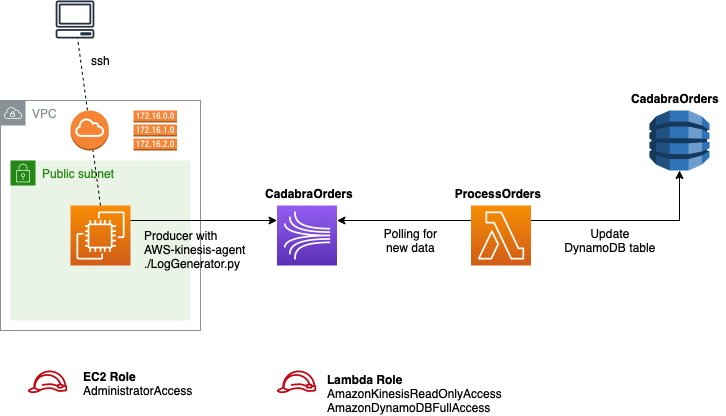 ssh
VPC
172.16.0.0
172.16.1.0
172.16.2.0
Public subnet
CadabraOrders
CadabraOrders
ProcessOrders
Producer with
AWS-kinesis-agent
./LogGenerator.py
Polling for
new data
Update
DynamoDB table
EC2 Role
AdministratorAccess
Lambda Role
AmazonKinesisReadOnlyAccess
AmazonDynamoDBFullAccess